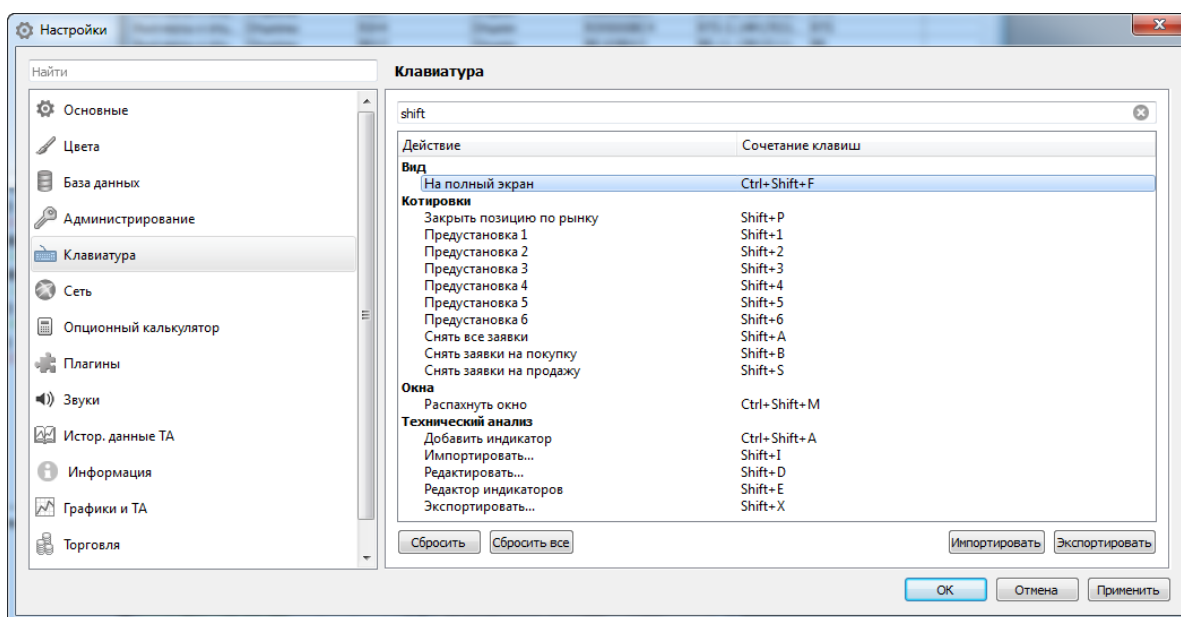 Настройки
Найти
Основные
Цвета
База данных
Администрирование
Клавиатура
Сеть
Опционный калькулятор
Плагины
Звуки
Истор. данные ТА
Информация
Графики и ТА
Торговля
Клавиатура
shift
Действие Сочетание клавиш
Вид
На полный экран Ctrl+Shift+F
Котировки
Закрыть позицию по рынку Shift+P
Предустановка 1 Shift+1
Предустановка 2 Shift+2
Предустановка 3 Shift+3
Предустановка 4 Shift+4
Предустановка 5 Shift+5
Предустановка 6 Shift+6
Снять все заявки Shift+A
Снять заявки на покупку Shift+B
Снять заявки на продажу Shift+S
Окна
Распахнуть окно Ctrl+Shift+M
Технический анализ
Добавить индикатор Ctrl+Shift+A
Импортировать... Shift+I
Редактировать... Shift+D
Редактор индикаторов Shift+E
Экспортировать... Shift+X
Сбросить Сбросить все Импортировать Экспортировать
OK Отмена Применить